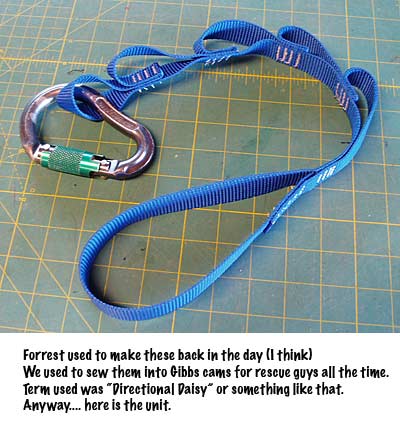 Forrest used to make these back in the day (I think)
We used to sew them into Gibbs cams for rescue guys all the time.
Term used was "Directional Daisy" or something like that.
Anyway.... here is the unit.